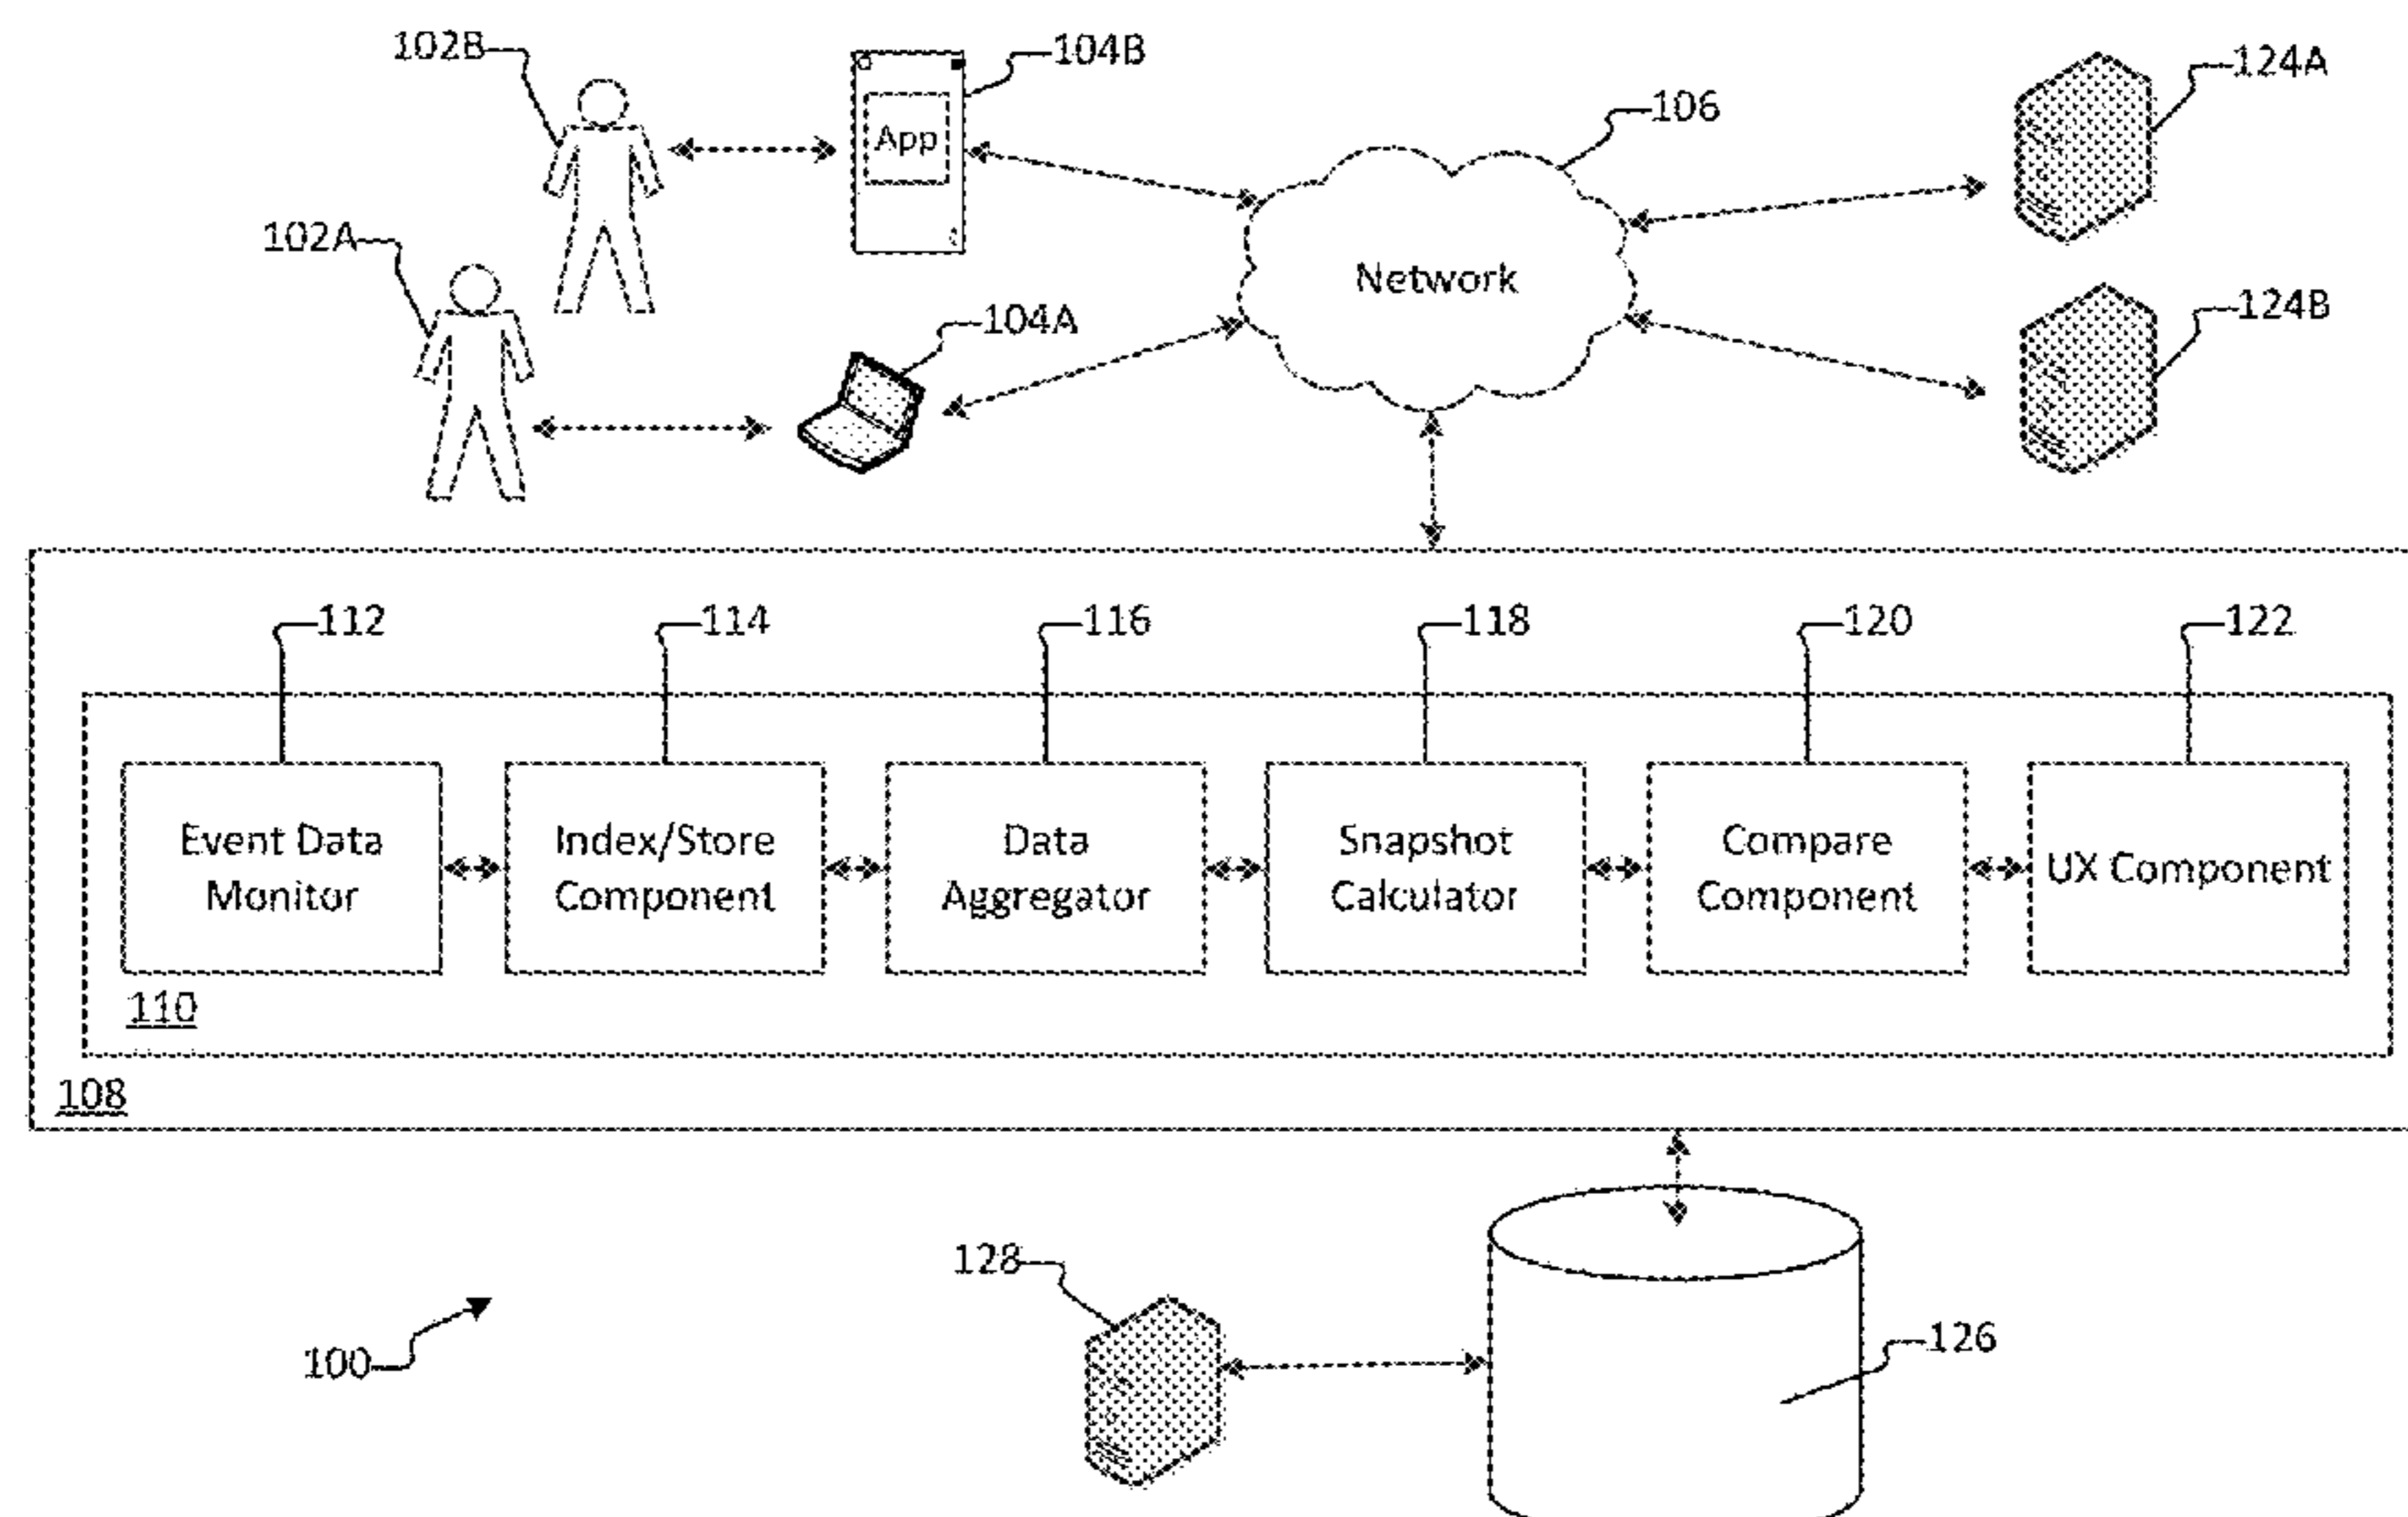 102B
104B
124A
106
App
102A
Network
104A
124B
112
114
116
118
120
122
Event Data
Monitor
Index/Store
Component
Data
Aggregator
Snapshot
Calculator
Compare
Component
UX Component
110
108
128
100
126